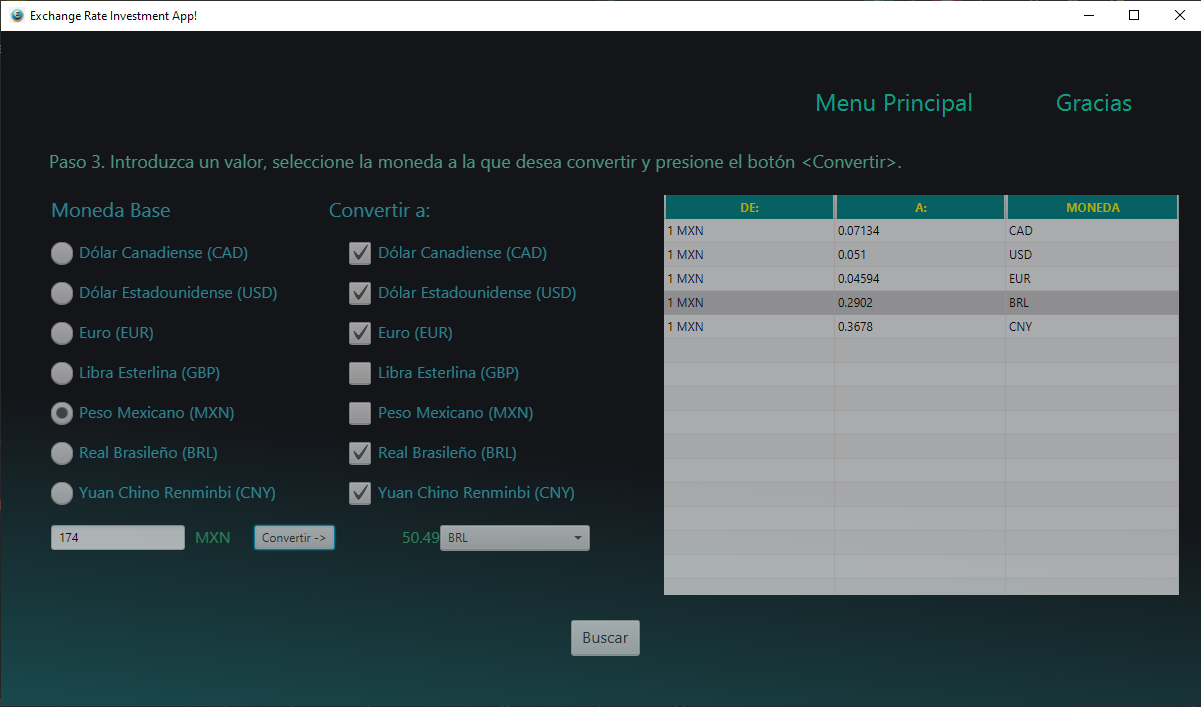 Exchange Rate Investment App!
Menu Principal Gracias
Paso 3. Introduzca un valor, seleccione la moneda a la que desea convertir y presione el botón <Convertir>.
Moneda Base
Dólar Canadiense (CAD)
Dólar Estadounidense (USD)
Euro (EUR)
Libra Esterlina (GBP)
Peso Mexicano (MXN)
Real Brasileño (BRL)
Yuan Chino Renminbi (CNY)
Convertir a:
Dólar Canadiense (CAD)
Dólar Estadounidense (USD)
Euro (EUR)
Libra Esterlina (GBP)
Peso Mexicano (MXN)
Real Brasileño (BRL)
Yuan Chino Renminbi (CNY)
174 MXN Convertir -> 50.49 BRL
DE: A: MONEDA
1 MXN 0.07134 CAD
1 MXN 0.051 USD
1 MXN 0.04594 EUR
1 MXN 0.2902 BRL
1 MXN 0.3678 CNY
Buscar